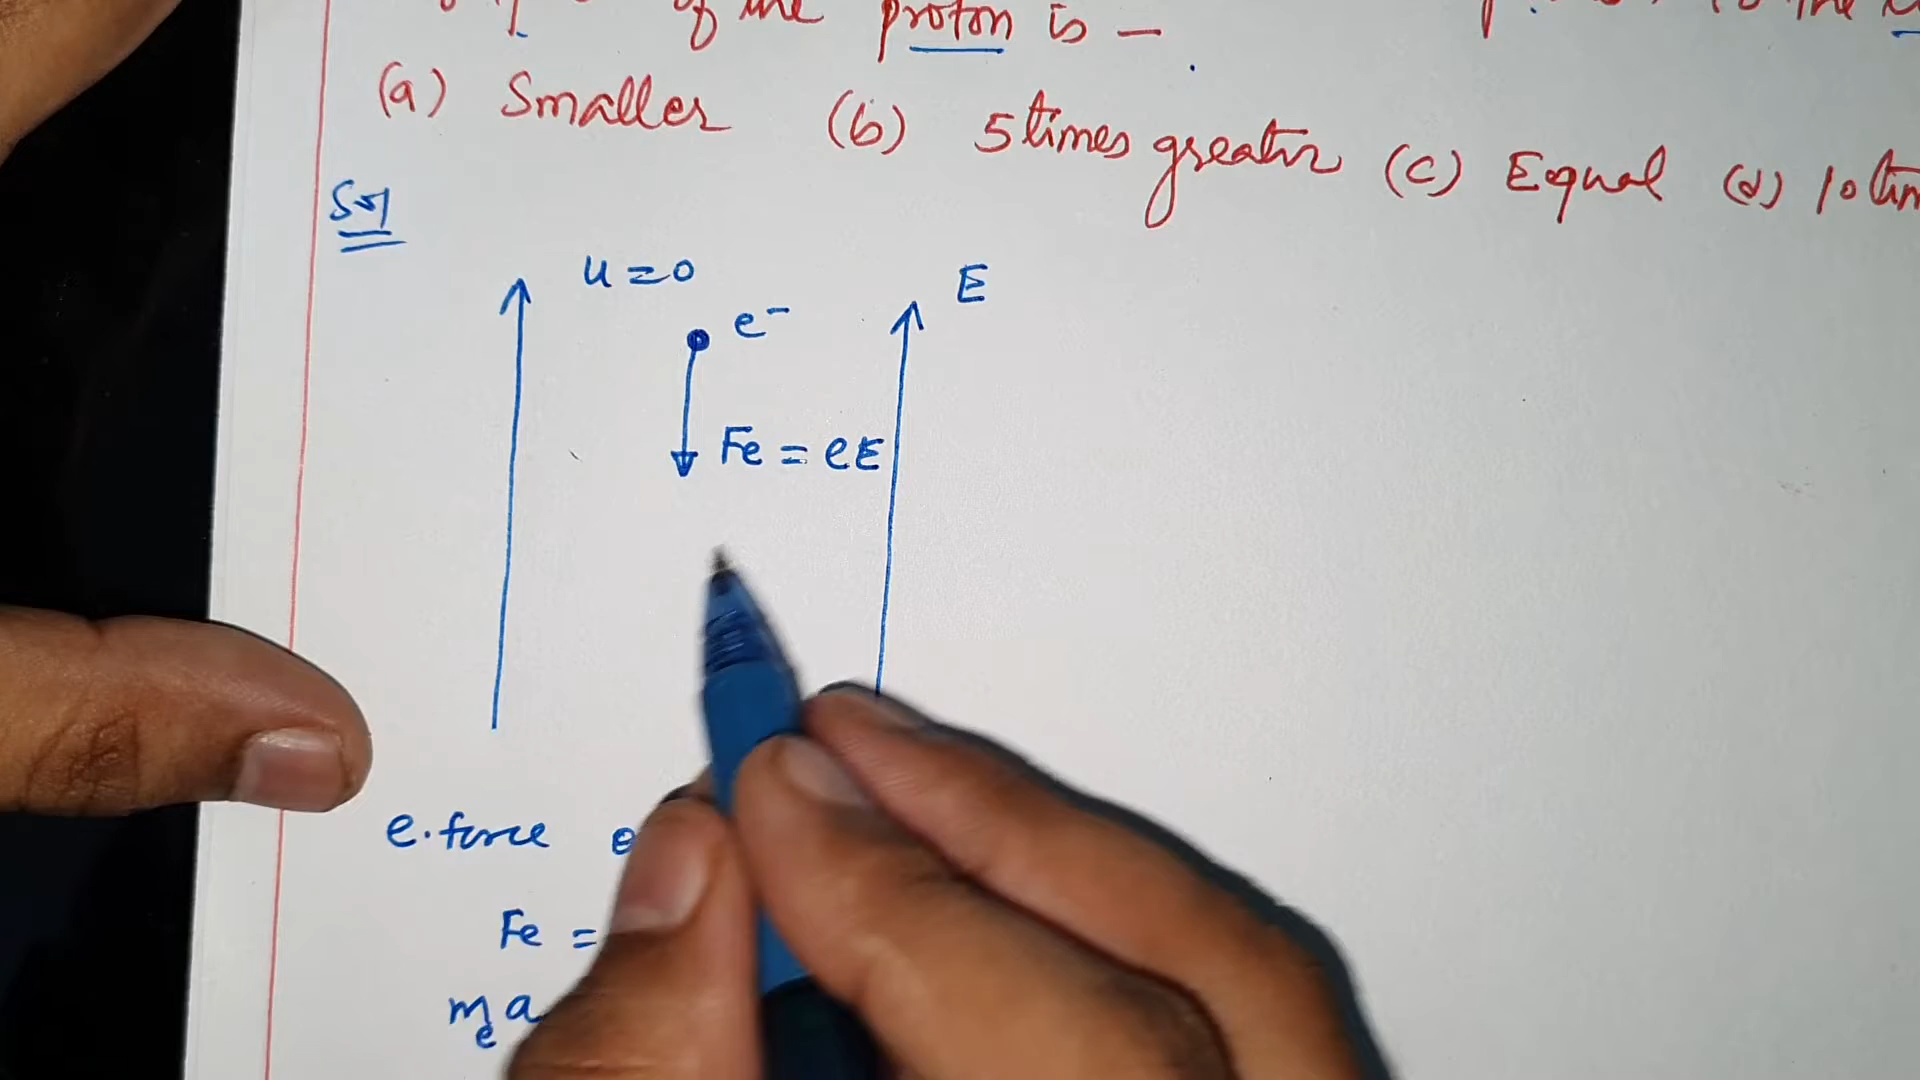 of the proton is —
(a) Smaller (b) 5 times greater (c) Equal (d) 10 tim
Sol
u = 0
E
e⁻
Fe = eE
e. force
Fe =
mₑa